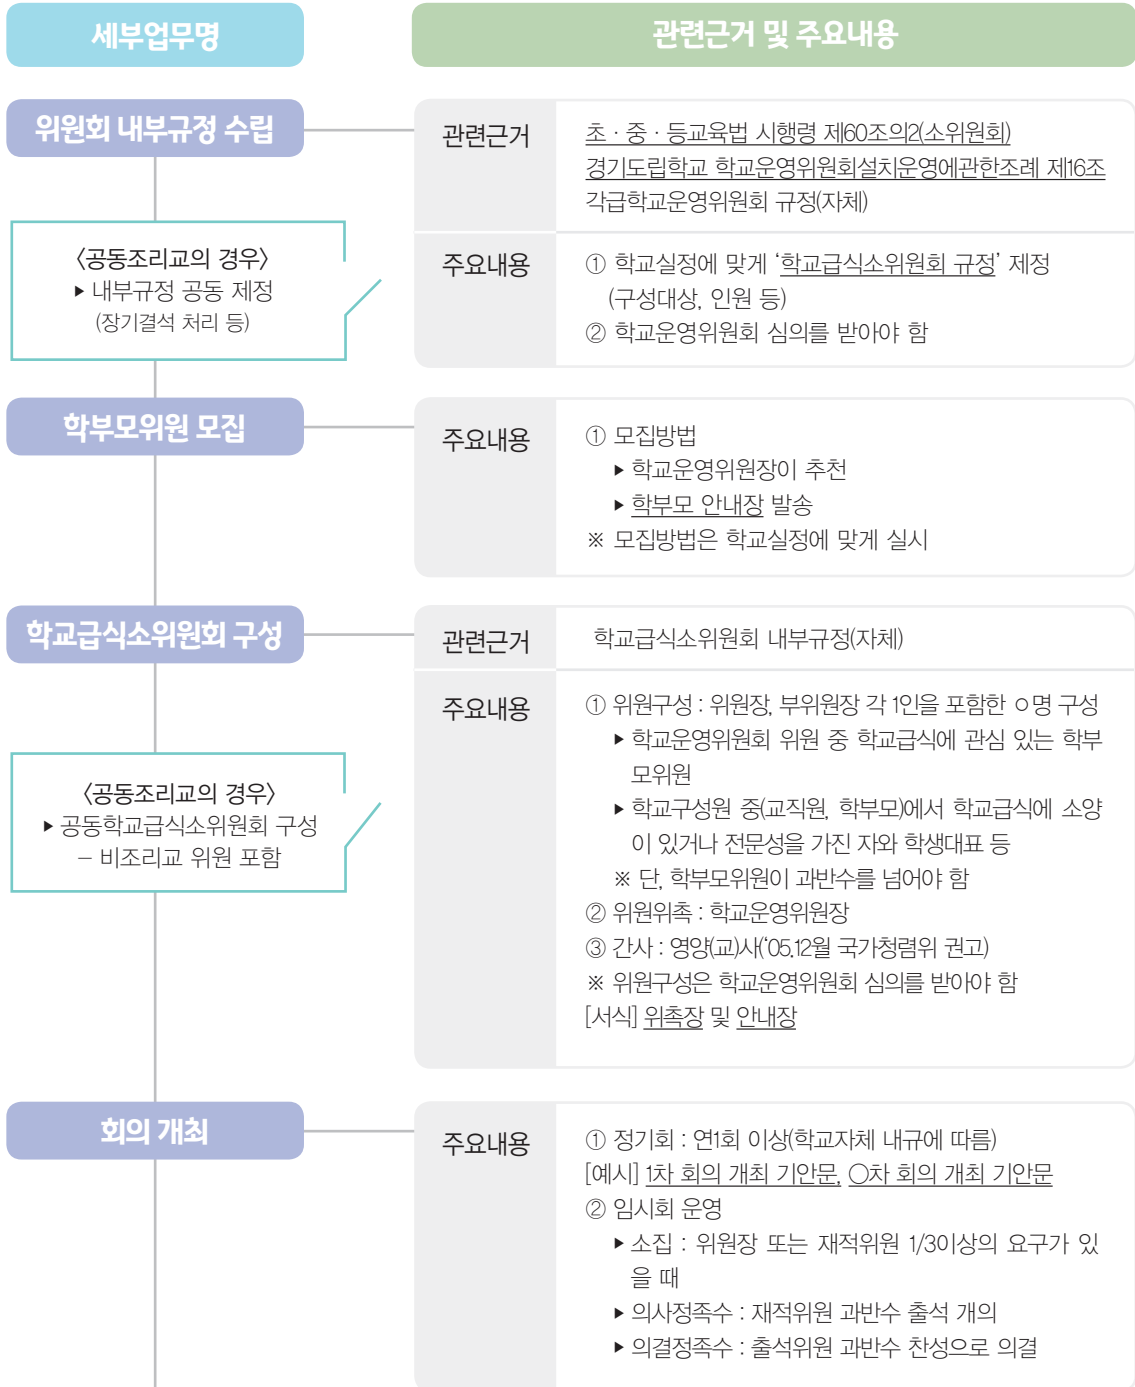 세부업무명
관련근거 및 주요내용
위원회 내부규정 수립
관련근거
초 · 중 · 등교육법 시행령 제60조의2(소위원회)
경기도립학교 학교운영위원회설치운영에관한조례 제16조
각급학교운영위원회 규정(자체)
〈공동조리교의 경우〉
▶ 내부규정 공동 제정
(장기결석 처리 등)
주요내용
① 학교실정에 맞게 ‘학교급식소위원회 규정’ 제정
(구성대상, 인원 등)
② 학교운영위원회 심의를 받아야 함
학부모위원 모집
주요내용
① 모집방법
▶ 학교운영위원장이 추천
▶ 학부모 안내장 발송
※ 모집방법은 학교실정에 맞게 실시
학교급식소위원회 구성
관련근거
학교급식소위원회 내부규정(자체)
〈공동조리교의 경우〉
▶ 공동학교급식소위원회 구성
– 비조리교 위원 포함
주요내용
① 위원구성 : 위원장, 부위원장 각 1인을 포함한 ㅇ명 구성
▶ 학교운영위원회 위원 중 학교급식에 관심 있는 학부
모위원
▶ 학교구성원 중(교직원, 학부모)에서 학교급식에 소양
이 있거나 전문성을 가진 자와 학생대표 등
※ 단, 학부모위원이 과반수를 넘어야 함
② 위원위촉 : 학교운영위원장
③ 간사 : 영양(교)사(‘05.12월 국가청렴위 권고)
※ 위원구성은 학교운영위원회 심의를 받아야 함
[서식] 위촉장 및 안내장
회의 개최
주요내용
① 정기회 : 연1회 이상(학교자체 내규에 따름)
[예시] 1차 회의 개최 기안문, ○차 회의 개최 기안문
② 임시회 운영
▶ 소집 : 위원장 또는 재적위원 1/3이상의 요구가 있
을 때
▶ 의사정족수 : 재적위원 과반수 출석 개의
▶ 의결정족수 : 출석위원 과반수 찬성으로 의결